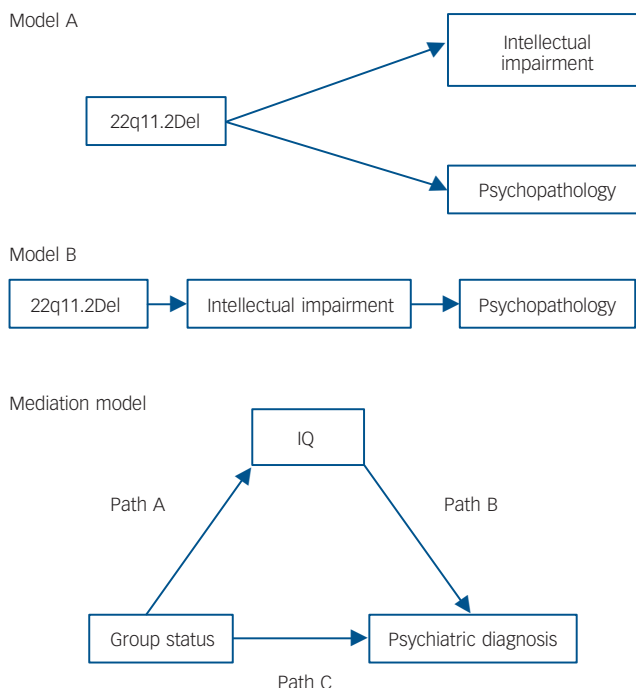 Model A
Intellectual
impairment
22q11.2Del
Psychopathology
Model B
22q11.2Del
Intellectual impairment
Psychopathology
Mediation model
IQ
Path A
Path B
Group status
Psychiatric diagnosis
Path C